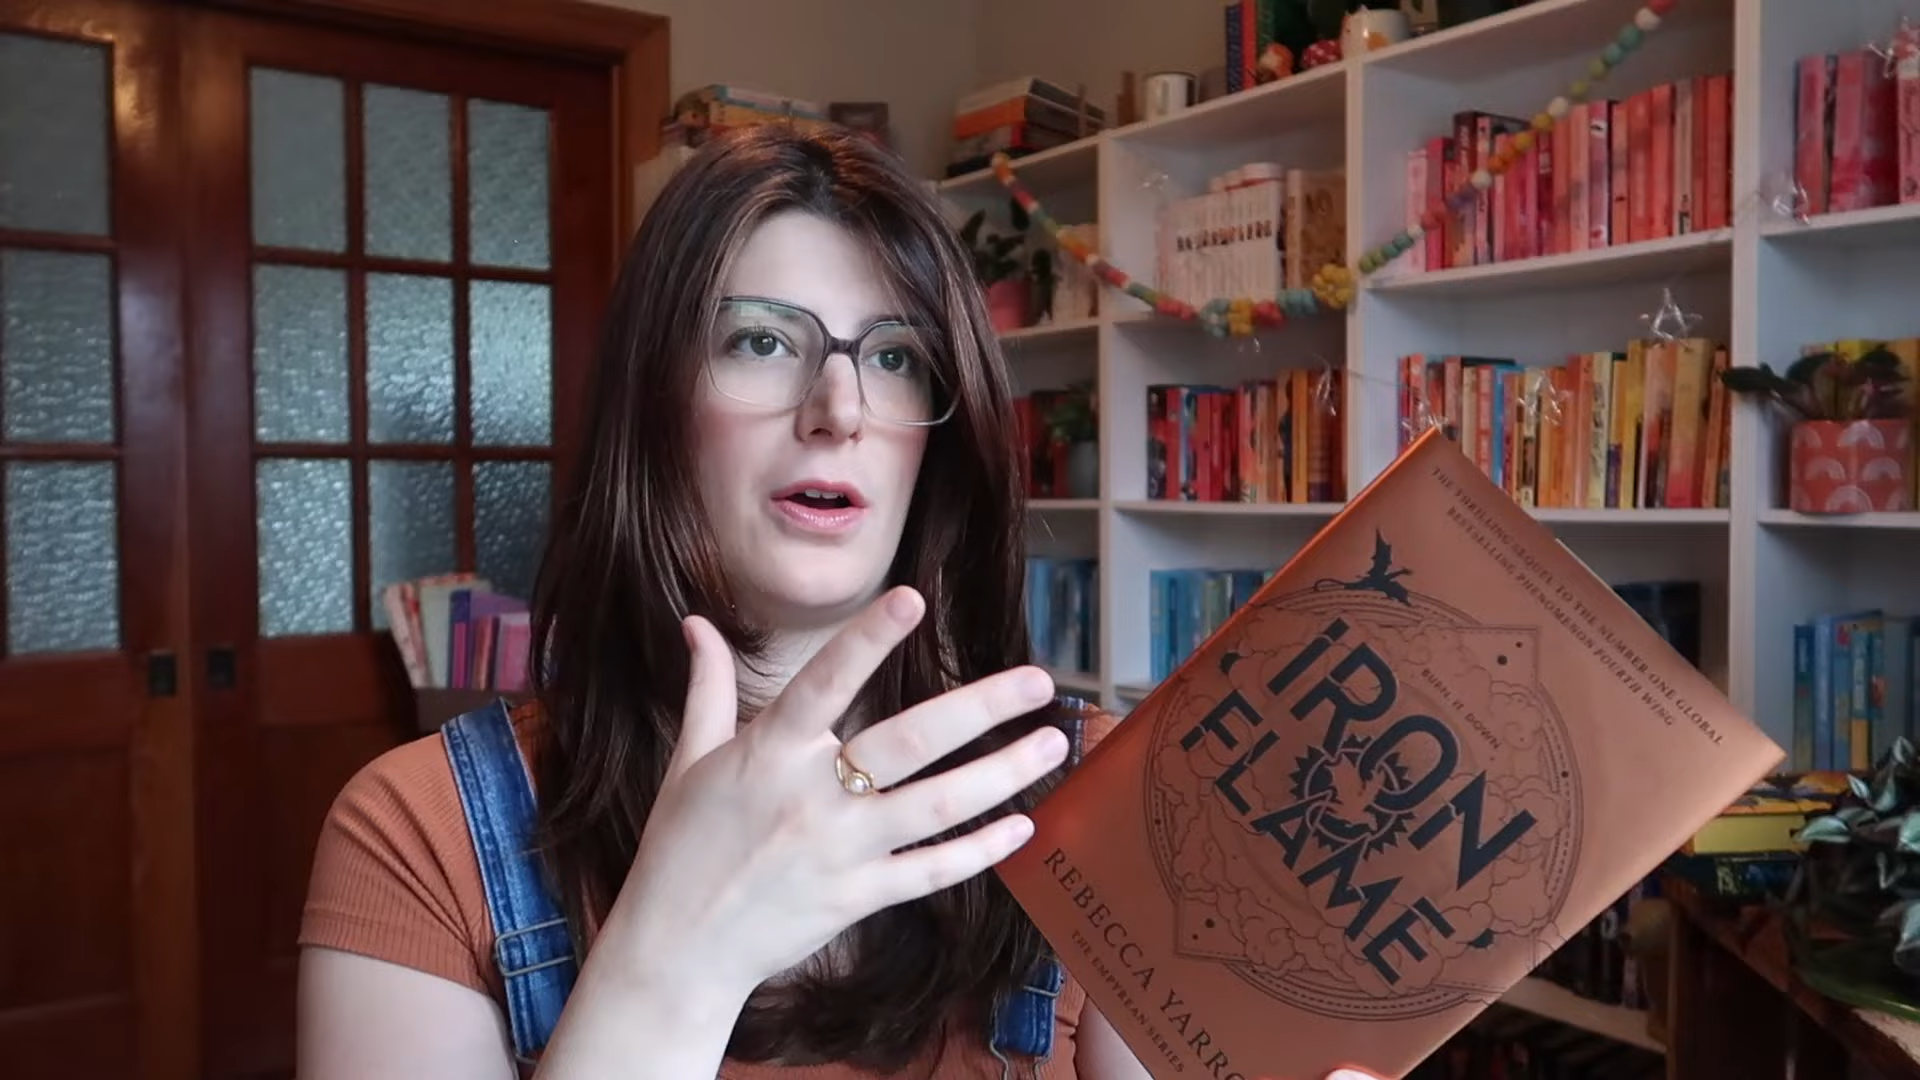 THE THRILLING SEQUEL TO THE NUMBER ONE GLOBAL
BESTSELLING PHENOMENON FOURTH WING
BURN IT DOWN
IRON
FLAME
REBECCA YARRO
THE EMPYREAN SERIES